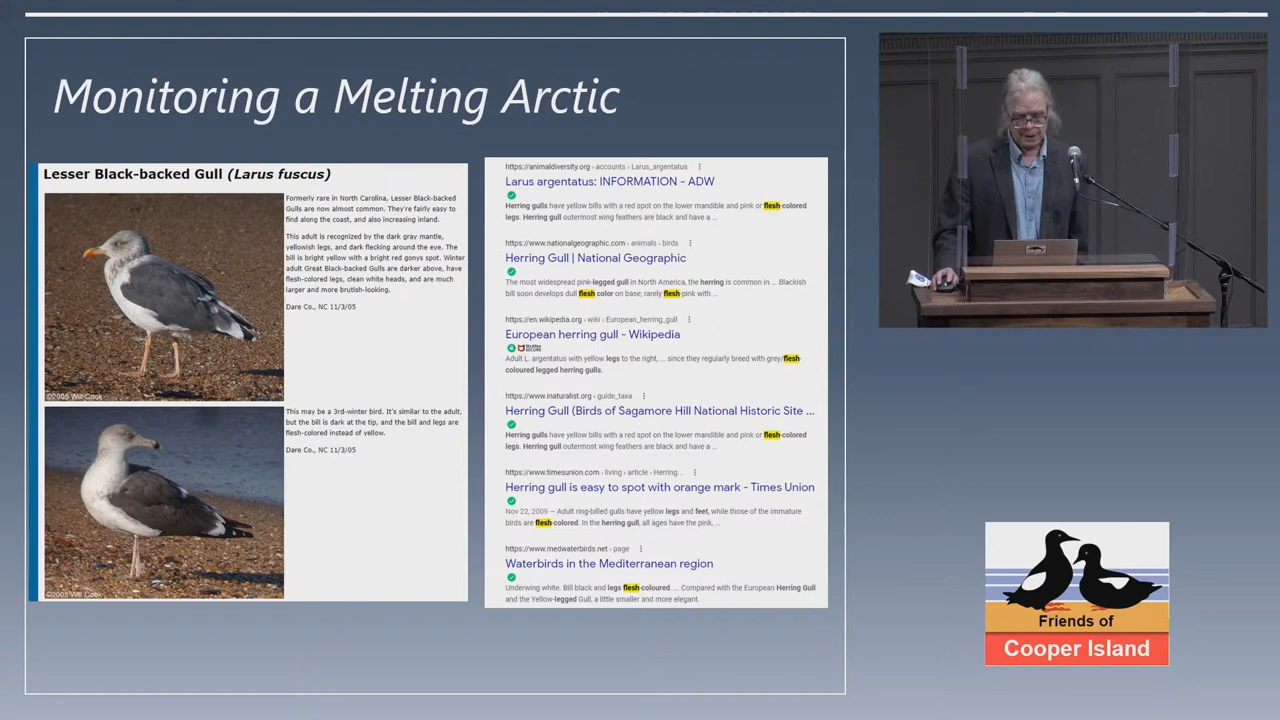 Monitoring a Melting Arctic
Lesser Black-backed Gull (Larus fuscus)
Formerly rare in North Carolina, Lesser Black-backed
Gulls are now almost common. They're fairly easy to
find along the coast, and also increasing inland.
This adult is recognized by the dark gray mantle,
yellowish legs, and dark flecking around the eye. The
bill is bright yellow with a bright red gonys spot. Winter
adult Great Black-backed Gulls are darker above, have
flesh-colored legs, clean white heads, and are much
larger and more brutish-looking.
Dare Co., NC 11/3/05
©2005 Will Cook
This may be a 3rd-winter bird. It's similar to the adult,
but the bill is dark at the tip, and the bill and legs are
flesh-colored instead of yellow.
Dare Co., NC 11/3/05
©2005 Will Cook
https://animaldiversity.org › accounts › Larus_argentatus
Larus argentatus: INFORMATION - ADW
Herring gulls have yellow bills with a red spot on the lower mandible and pink or flesh-colored
legs. Herring gull outermost wing feathers are black and have a ...
https://www.nationalgeographic.com › animals › birds
Herring Gull | National Geographic
The most widespread pink-legged gull in North America, the herring is common in ... Blackish
bill soon develops dull flesh color on base; rarely flesh-pink with ...
https://en.wikipedia.org › wiki › European_herring_gull
European herring gull - Wikipedia
Adult L. argentatus with yellow legs to the right, ... since they regularly breed with grey/flesh-
coloured legged herring gulls.
https://www.inaturalist.org › guide_taxa
Herring Gull (Birds of Sagamore Hill National Historic Site ...
Herring gulls have yellow bills with a red spot on the lower mandible and pink or flesh-colored
legs. Herring gull outermost wing feathers are black and have a ...
https://www.timesunion.com › living › article › Herring...
Herring gull is easy to spot with orange mark - Times Union
Nov 22, 2009 — Adult ring-billed gulls have yellow legs and feet, while those of the immature
birds are flesh-colored. In the herring gull, all ages have the pink, ...
https://www.medwaterbirds.net › page
Waterbirds in the Mediterranean region
Underwing white. Bill black and legs flesh-coloured. ... Compared with the European Herring Gull
and the Yellow-legged Gull, a little smaller and more elegant.
Friends of
Cooper Island